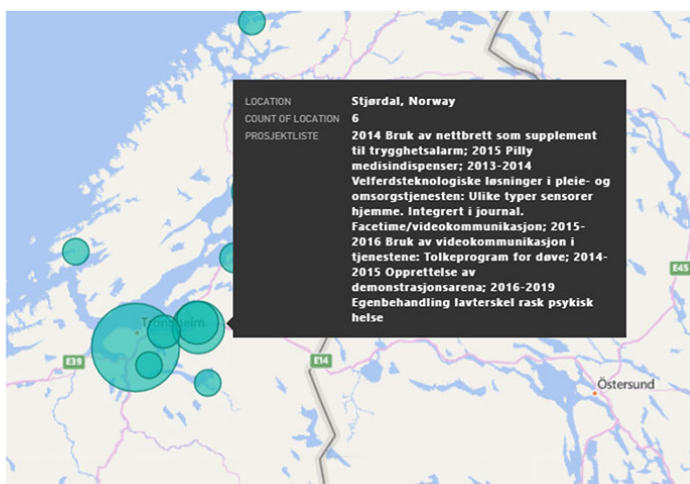 LOCATION Stjørdal, Norway
COUNT OF LOCATION 6
PROSJEKTLISTE 2014 Bruk av nettbrett som supplement
til trygghetsalarm; 2015 Pilly
medisindispenser; 2013-2014
Velferdsteknologiske løsninger i pleie- og
omsorgstjenesten: Ulike typer sensorer
hjemme. Integrert i journal.
Facetime/videokommunikasjon; 2015-
2016 Bruk av videokommunikasjon i
tjenestene: Tolkeprogram for døve; 2014-
2015 Opprettelse av
demonstrasjonsarena; 2016-2019
Egenbehandling lavterskel rask psykisk
helse
E45
Trondheim
E39
E14
Östersund